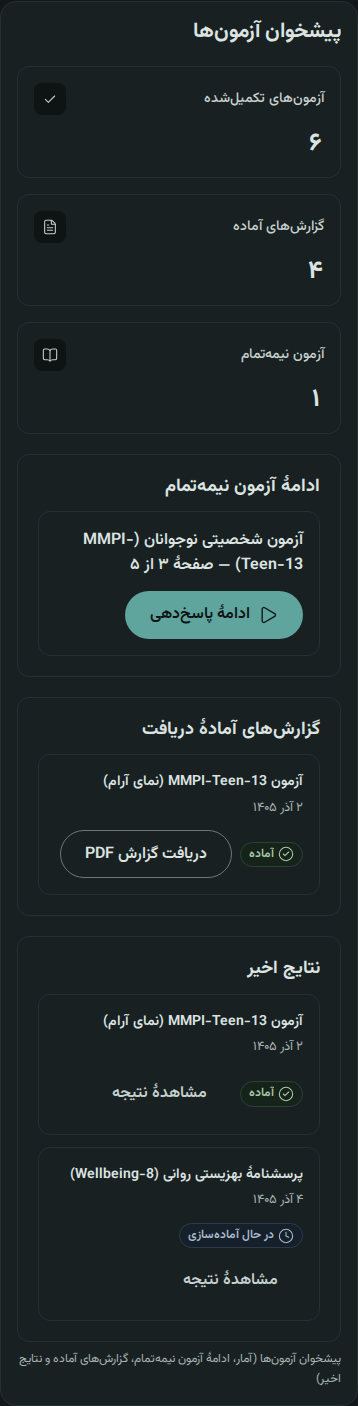 پیشخوان آزمون‌ها
آزمون‌های تکمیل‌شده
۶
گزارش‌های آماده
۴
آزمون نیمه‌تمام
۱
ادامهٔ آزمون نیمه‌تمام
آزمون شخصیتی نوجوانان (MMPI-
Teen-13) — صفحهٔ ۳ از ۵
ادامهٔ پاسخ‌دهی
گزارش‌های آمادهٔ دریافت
آزمون MMPI-Teen-13 (نمای آرام)
۲ آذر ۱۴۰۵
آماده
دریافت گزارش PDF
نتایج اخیر
آزمون MMPI-Teen-13 (نمای آرام)
۲ آذر ۱۴۰۵
آماده
مشاهدهٔ نتیجه
پرسشنامهٔ بهزیستی روانی (Wellbeing-8)
۴ آذر ۱۴۰۵
در حال آماده‌سازی
مشاهدهٔ نتیجه
پیشخوان آزمون‌ها (آمار، ادامهٔ آزمون نیمه‌تمام، گزارش‌های آماده و نتایج
اخیر)